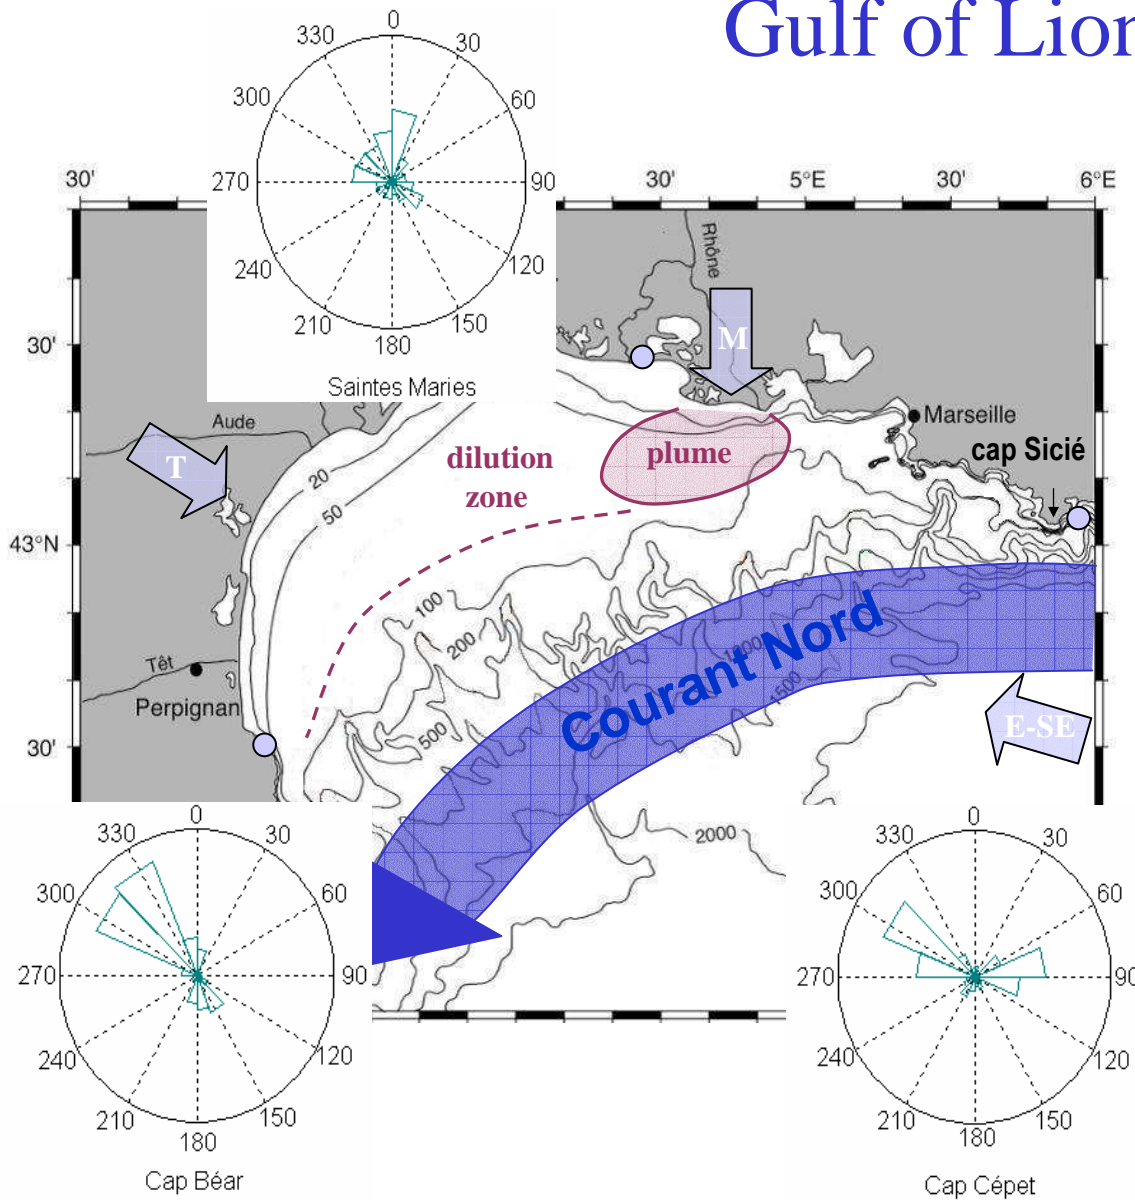 Gulf of Lion
0
30
60
90
120
150
180
210
240
270
300
330
Saintes Maries
30'
30'
5°E
30'
6°E
30'
43°N
30'
Rhône
M
Marseille
cap Sicié
Aude
T
dilution
zone
plume
20
50
100
200
500
1500
2000
Têt
Perpignan
Courant Nord
E-SE
0
30
60
90
120
150
180
210
240
270
300
330
Cap Béar
0
30
60
90
120
150
180
210
240
270
300
330
Cap Cépet